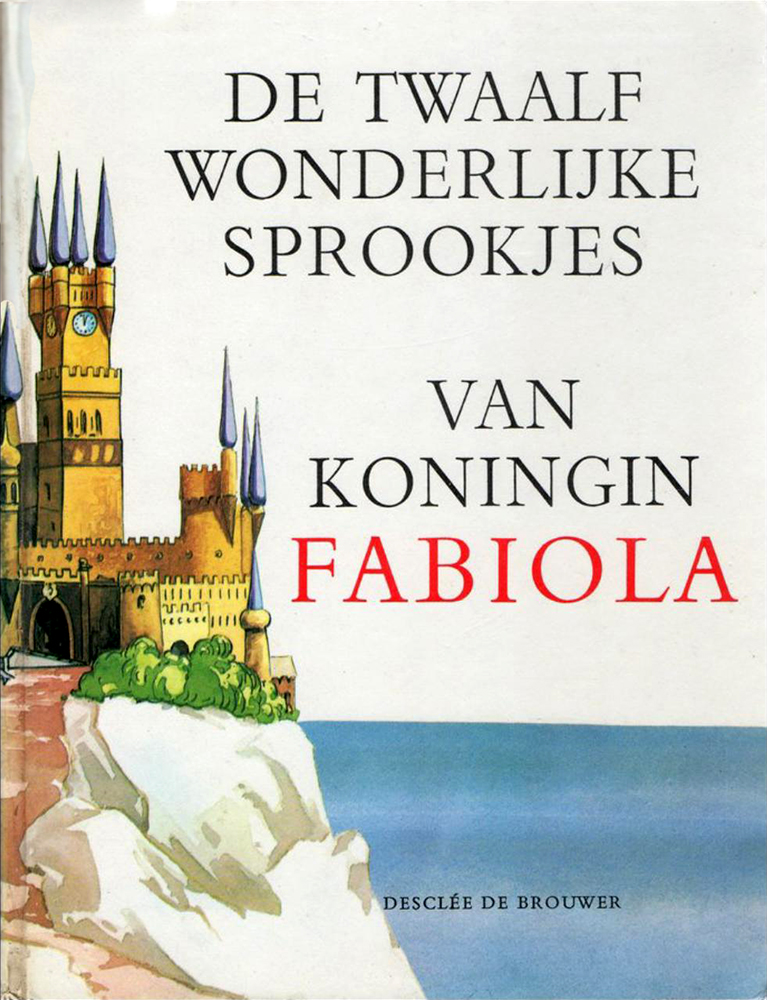 DE TWAALF
WONDERLIJKE
SPROOKJES
VAN
KONINGIN
FABIOLA
DESCLÉE DE BROUWER